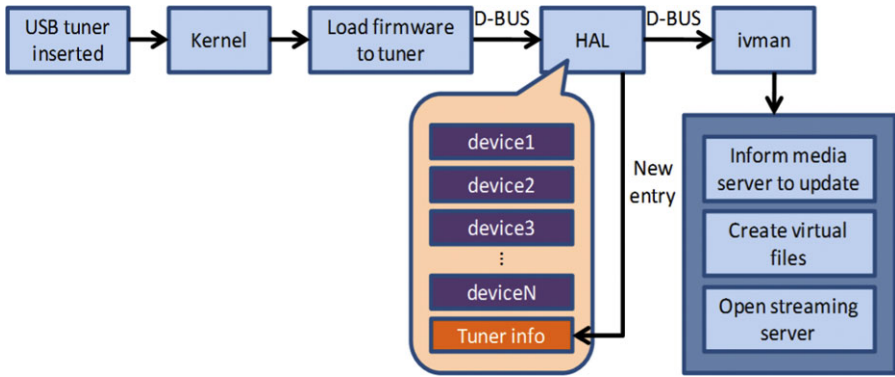 USB tuner
inserted
Kernel
Load firmware
to tuner
D-BUS
HAL
D-BUS
ivman
device1
device2
device3
⋮
deviceN
Tuner info
New
entry
Inform media
server to update
Create virtual
files
Open streaming
server